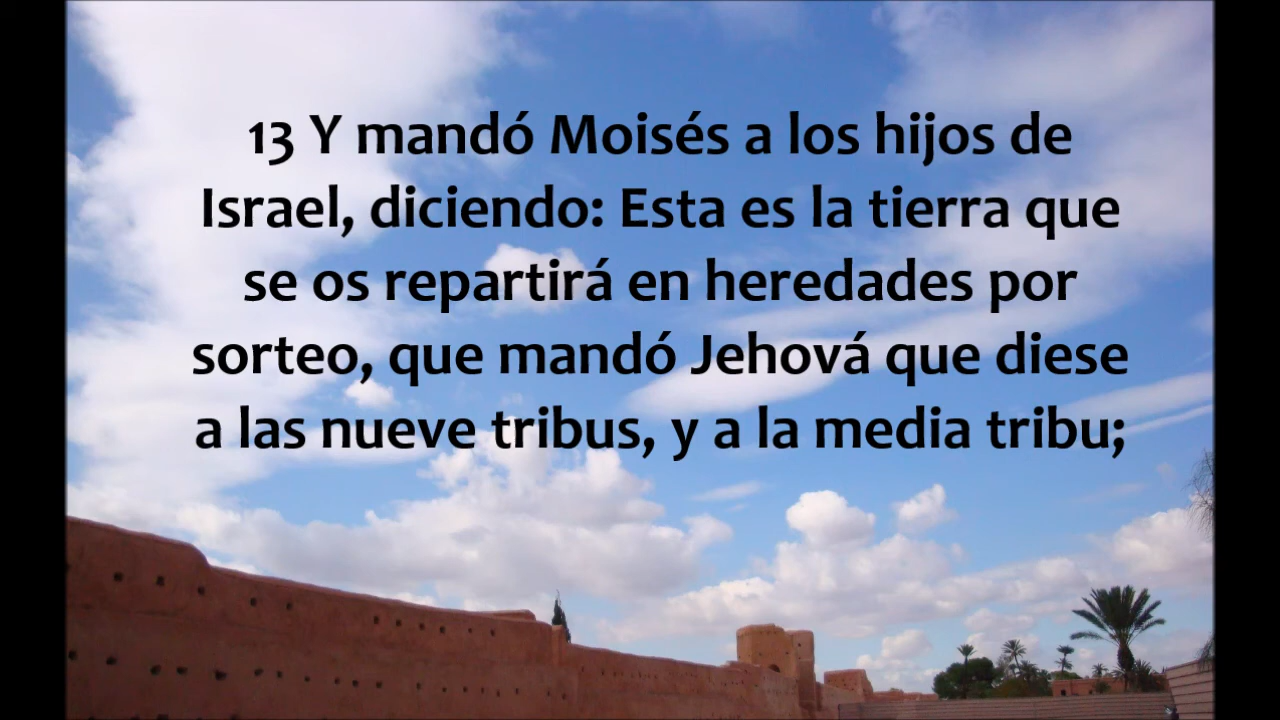 13 Y mandó Moisés a los hijos de
Israel, diciendo: Esta es la tierra que
se os repartirá en heredades por
sorteo, que mandó Jehová que diese
a las nueve tribus, y a la media tribu;